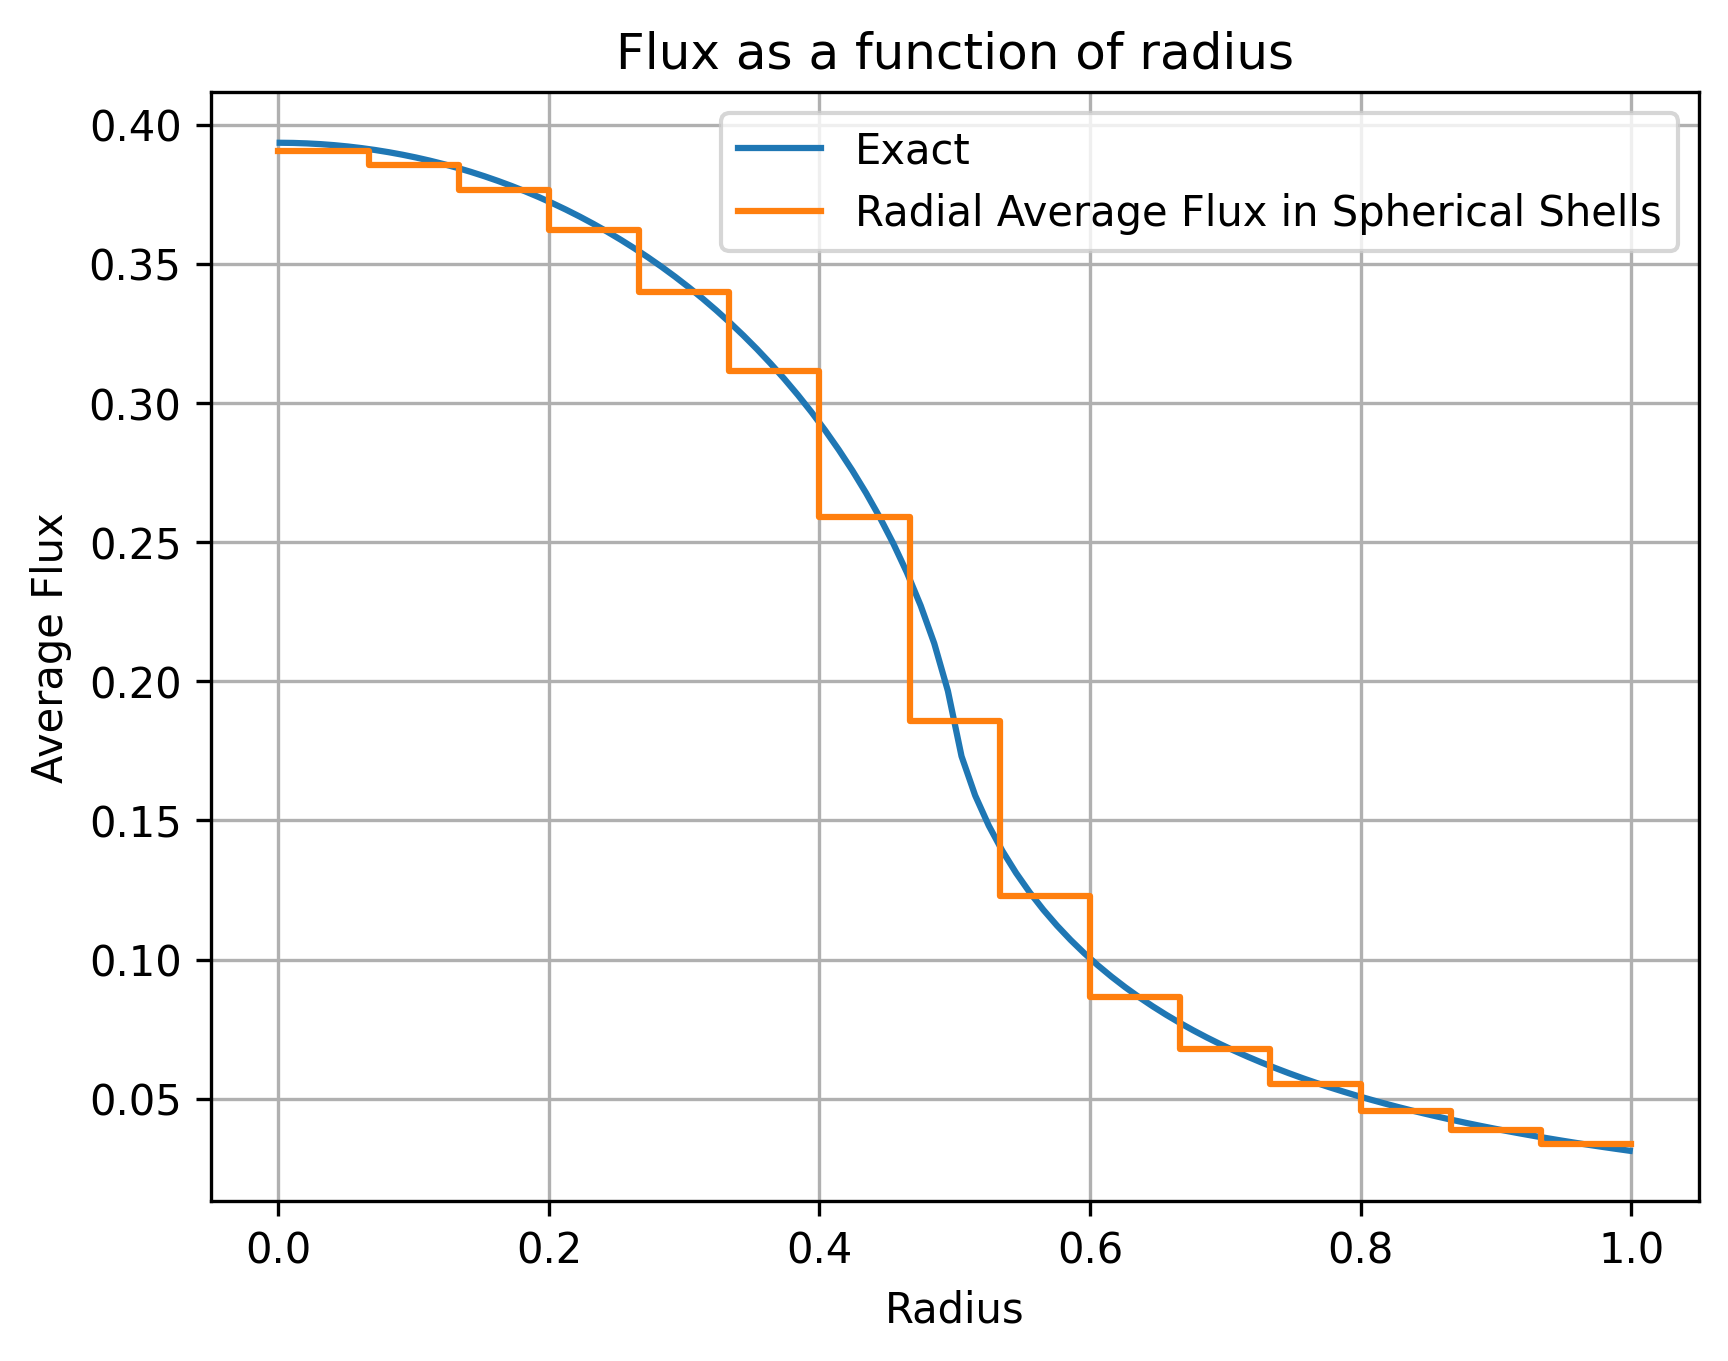 Flux as a function of radius
Exact
Radial Average Flux in Spherical Shells
0.40
0.35
0.30
0.25
0.20
0.15
0.10
0.05
Average Flux
0.0 0.2 0.4 0.6 0.8 1.0
Radius